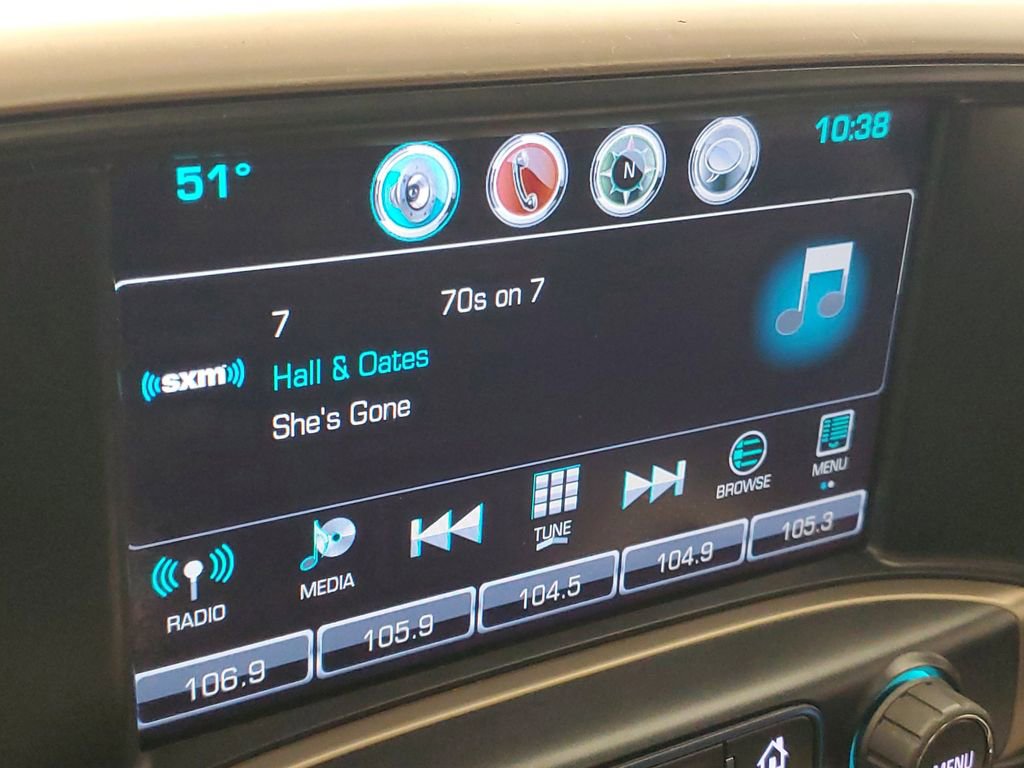 51°
N
10:38
7
70s on 7
sxm
Hall & Oates
She's Gone
RADIO
MEDIA
TUNE
BROWSE
MENU
106.9
105.9
104.5
104.9
105.3
MENU